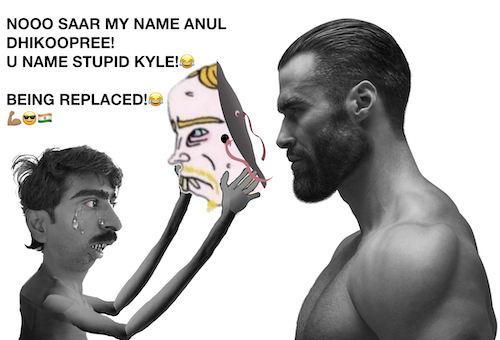 NOOO SAAR MY NAME ANUL
DHIKOOPREE!
U NAME STUPID KYLE!😂
BEING REPLACED!😂
💪🏽😎🇮🇳